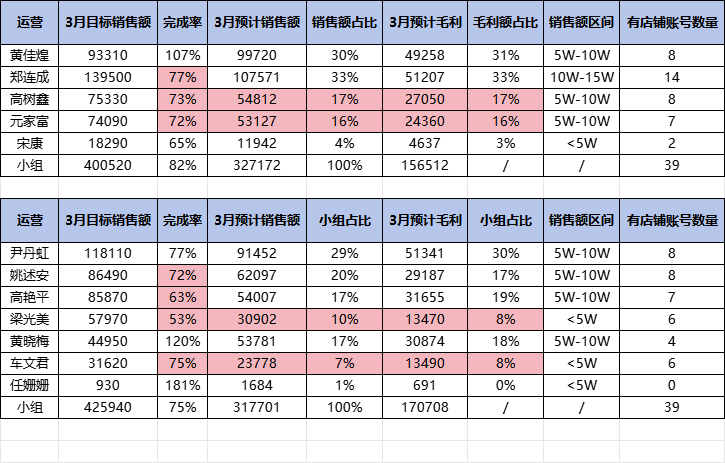 运营 3月目标销售额 完成率 3月预计销售额 销售额占比 3月预计毛利 毛利额占比 销售额区间 有店铺账号数量
黄佳煌 93310 107% 99720 30% 49258 31% 5W-10W 8
郑连成 139500 77% 107571 33% 51207 33% 10W-15W 14
高树鑫 75330 73% 54812 17% 27050 17% 5W-10W 8
元家富 74090 72% 53127 16% 24360 16% 5W-10W 7
宋康 18290 65% 11942 4% 4637 3% <5W 2
小组 400520 82% 327172 100% 156512 / / 39
运营 3月目标销售额 完成率 3月预计销售额 小组占比 3月预计毛利 小组占比 销售额区间 有店铺账号数量
尹丹虹 118110 77% 91452 29% 51341 30% 5W-10W 8
姚述安 86490 72% 62097 20% 29187 17% 5W-10W 8
高艳平 85870 63% 54007 17% 31655 19% 5W-10W 7
梁光美 57970 53% 30902 10% 13470 8% <5W 6
黄晓梅 44950 120% 53781 17% 30874 18% 5W-10W 4
车文君 31620 75% 23778 7% 13490 8% <5W 6
任姗姗 930 181% 1684 1% 691 0% <5W 0
小组 425940 75% 317701 100% 170708 / / 39